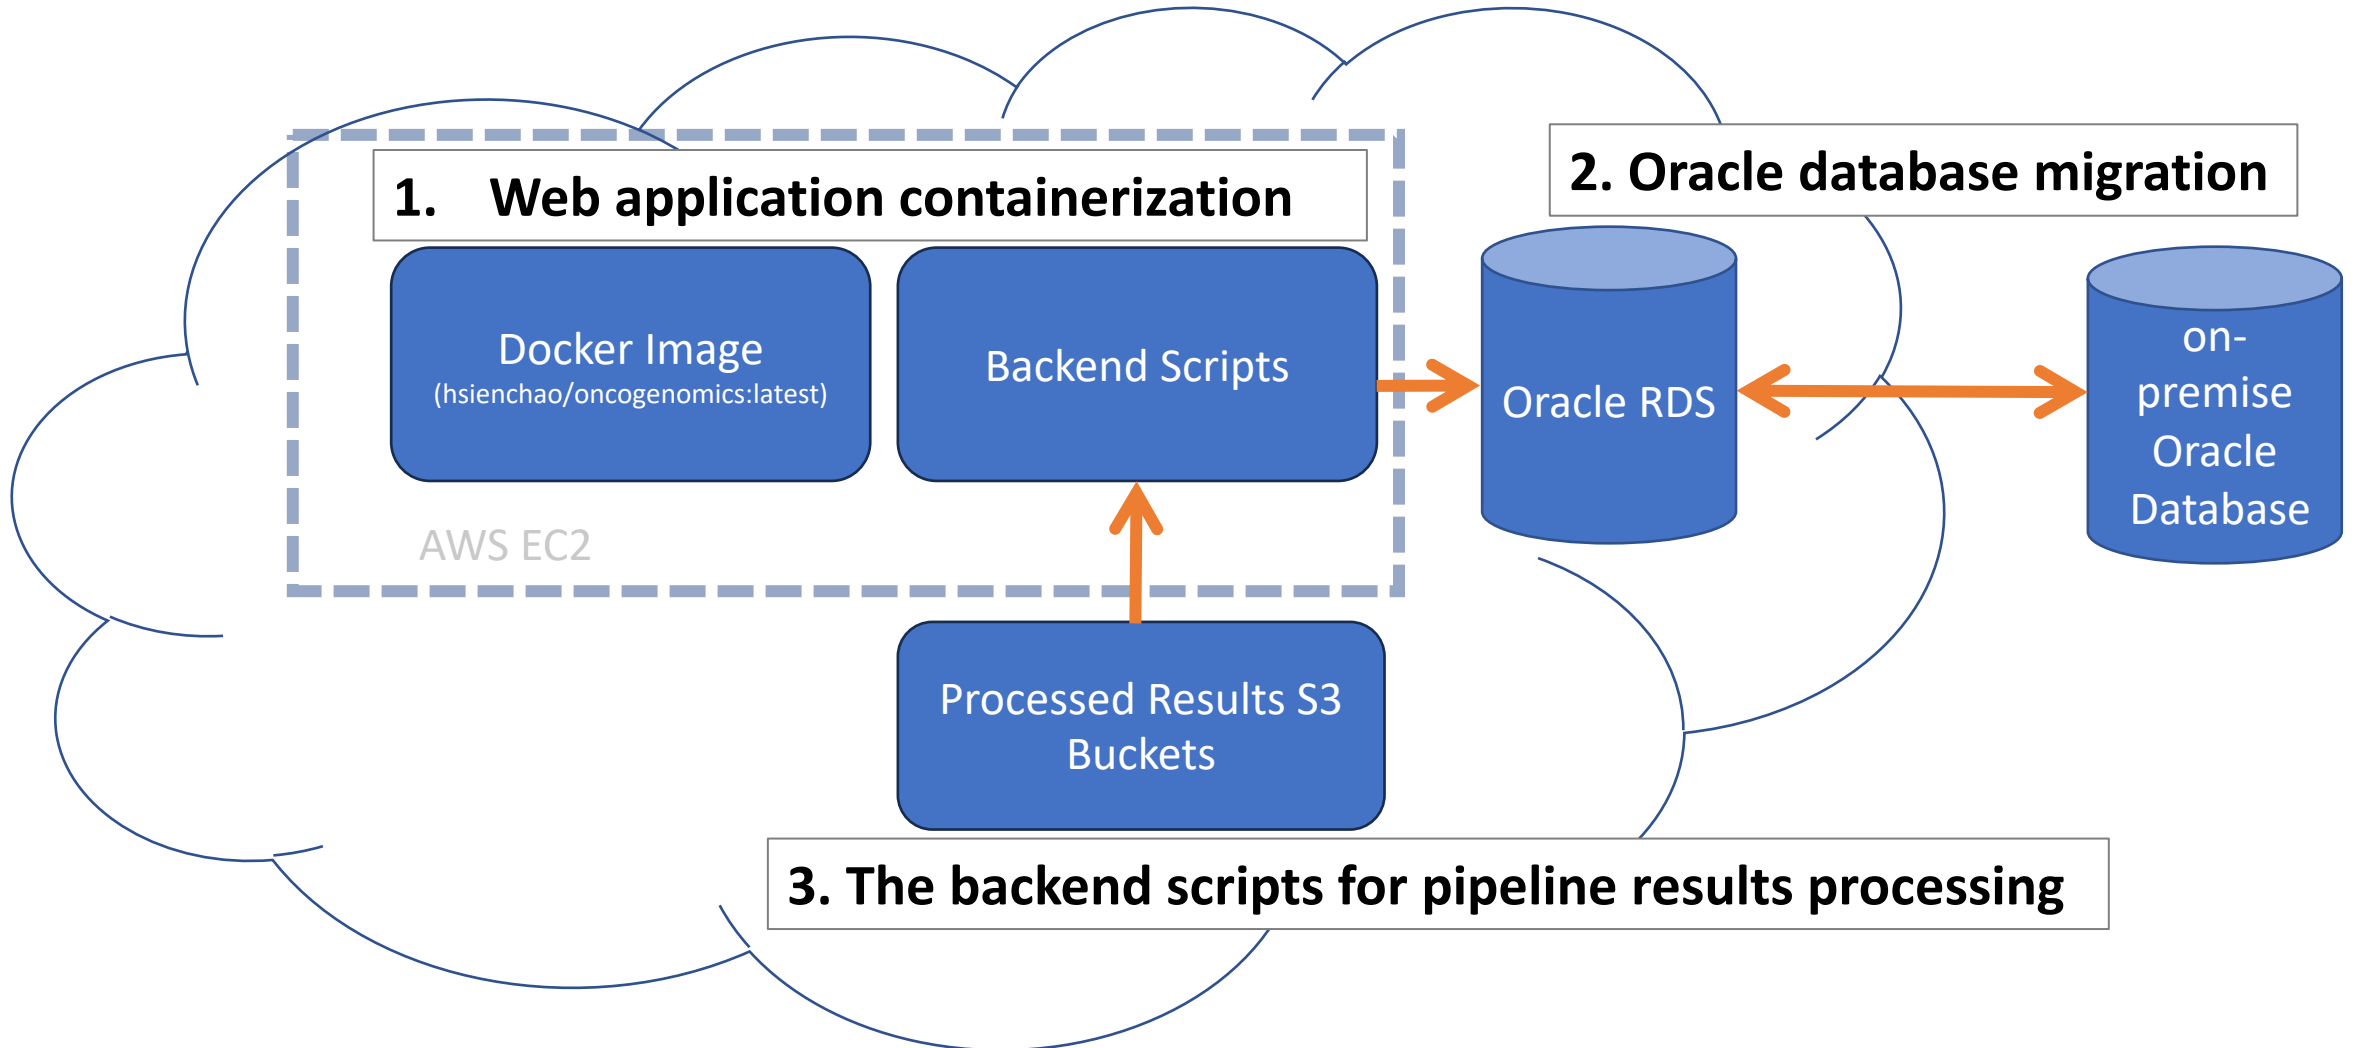 1. Web application containerization
2. Oracle database migration
Docker Image
(hsienchao/oncogenomics:latest)
Backend Scripts
Oracle RDS
on-
premise
Oracle
Database
AWS EC2
Processed Results S3
Buckets
3. The backend scripts for pipeline results processing